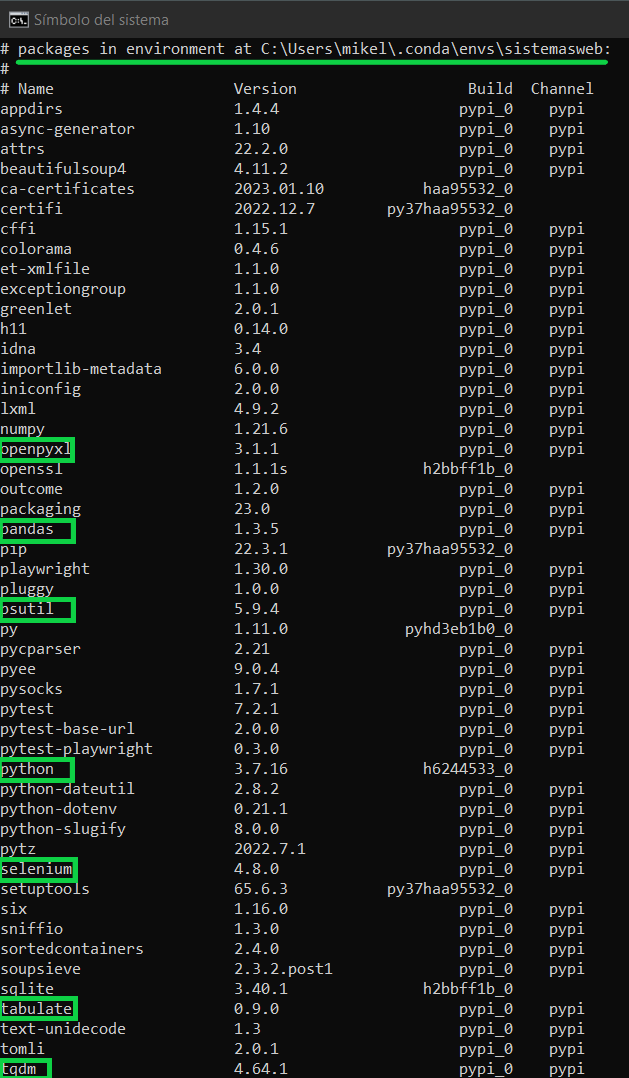 Símbolo del sistema
# packages in environment at C:\Users\mikel\.conda\envs\sistemasweb:
#
# Name Version Build Channel
appdirs 1.4.4 pypi_0 pypi
async-generator 1.10 pypi_0 pypi
attrs 22.2.0 pypi_0 pypi
beautifulsoup4 4.11.2 pypi_0 pypi
ca-certificates 2023.01.10 haa95532_0
certifi 2022.12.7 py37haa95532_0
cffi 1.15.1 pypi_0 pypi
colorama 0.4.6 pypi_0 pypi
et-xmlfile 1.1.0 pypi_0 pypi
exceptiongroup 1.1.0 pypi_0 pypi
greenlet 2.0.1 pypi_0 pypi
h11 0.14.0 pypi_0 pypi
idna 3.4 pypi_0 pypi
importlib-metadata 6.0.0 pypi_0 pypi
iniconfig 2.0.0 pypi_0 pypi
lxml 4.9.2 pypi_0 pypi
numpy 1.21.6 pypi_0 pypi
openpyxl 3.1.1 pypi_0 pypi
openssl 1.1.1s h2bbff1b_0
outcome 1.2.0 pypi_0 pypi
packaging 23.0 pypi_0 pypi
pandas 1.3.5 pypi_0 pypi
pip 22.3.1 py37haa95532_0
playwright 1.30.0 pypi_0 pypi
pluggy 1.0.0 pypi_0 pypi
psutil 5.9.4 pypi_0 pypi
py 1.11.0 pyhd3eb1b0_0
pycparser 2.21 pypi_0 pypi
pyee 9.0.4 pypi_0 pypi
pysocks 1.7.1 pypi_0 pypi
pytest 7.2.1 pypi_0 pypi
pytest-base-url 2.0.0 pypi_0 pypi
pytest-playwright 0.3.0 pypi_0 pypi
python 3.7.16 h6244533_0
python-dateutil 2.8.2 pypi_0 pypi
python-dotenv 0.21.1 pypi_0 pypi
python-slugify 8.0.0 pypi_0 pypi
pytz 2022.7.1 pypi_0 pypi
selenium 4.8.0 pypi_0 pypi
setuptools 65.6.3 py37haa95532_0
six 1.16.0 pypi_0 pypi
sniffio 1.3.0 pypi_0 pypi
sortedcontainers 2.4.0 pypi_0 pypi
soupsieve 2.3.2.post1 pypi_0 pypi
sqlite 3.40.1 h2bbff1b_0
tabulate 0.9.0 pypi_0 pypi
text-unidecode 1.3 pypi_0 pypi
tomli 2.0.1 pypi_0 pypi
tqdm 4.64.1 pypi_0 pypi